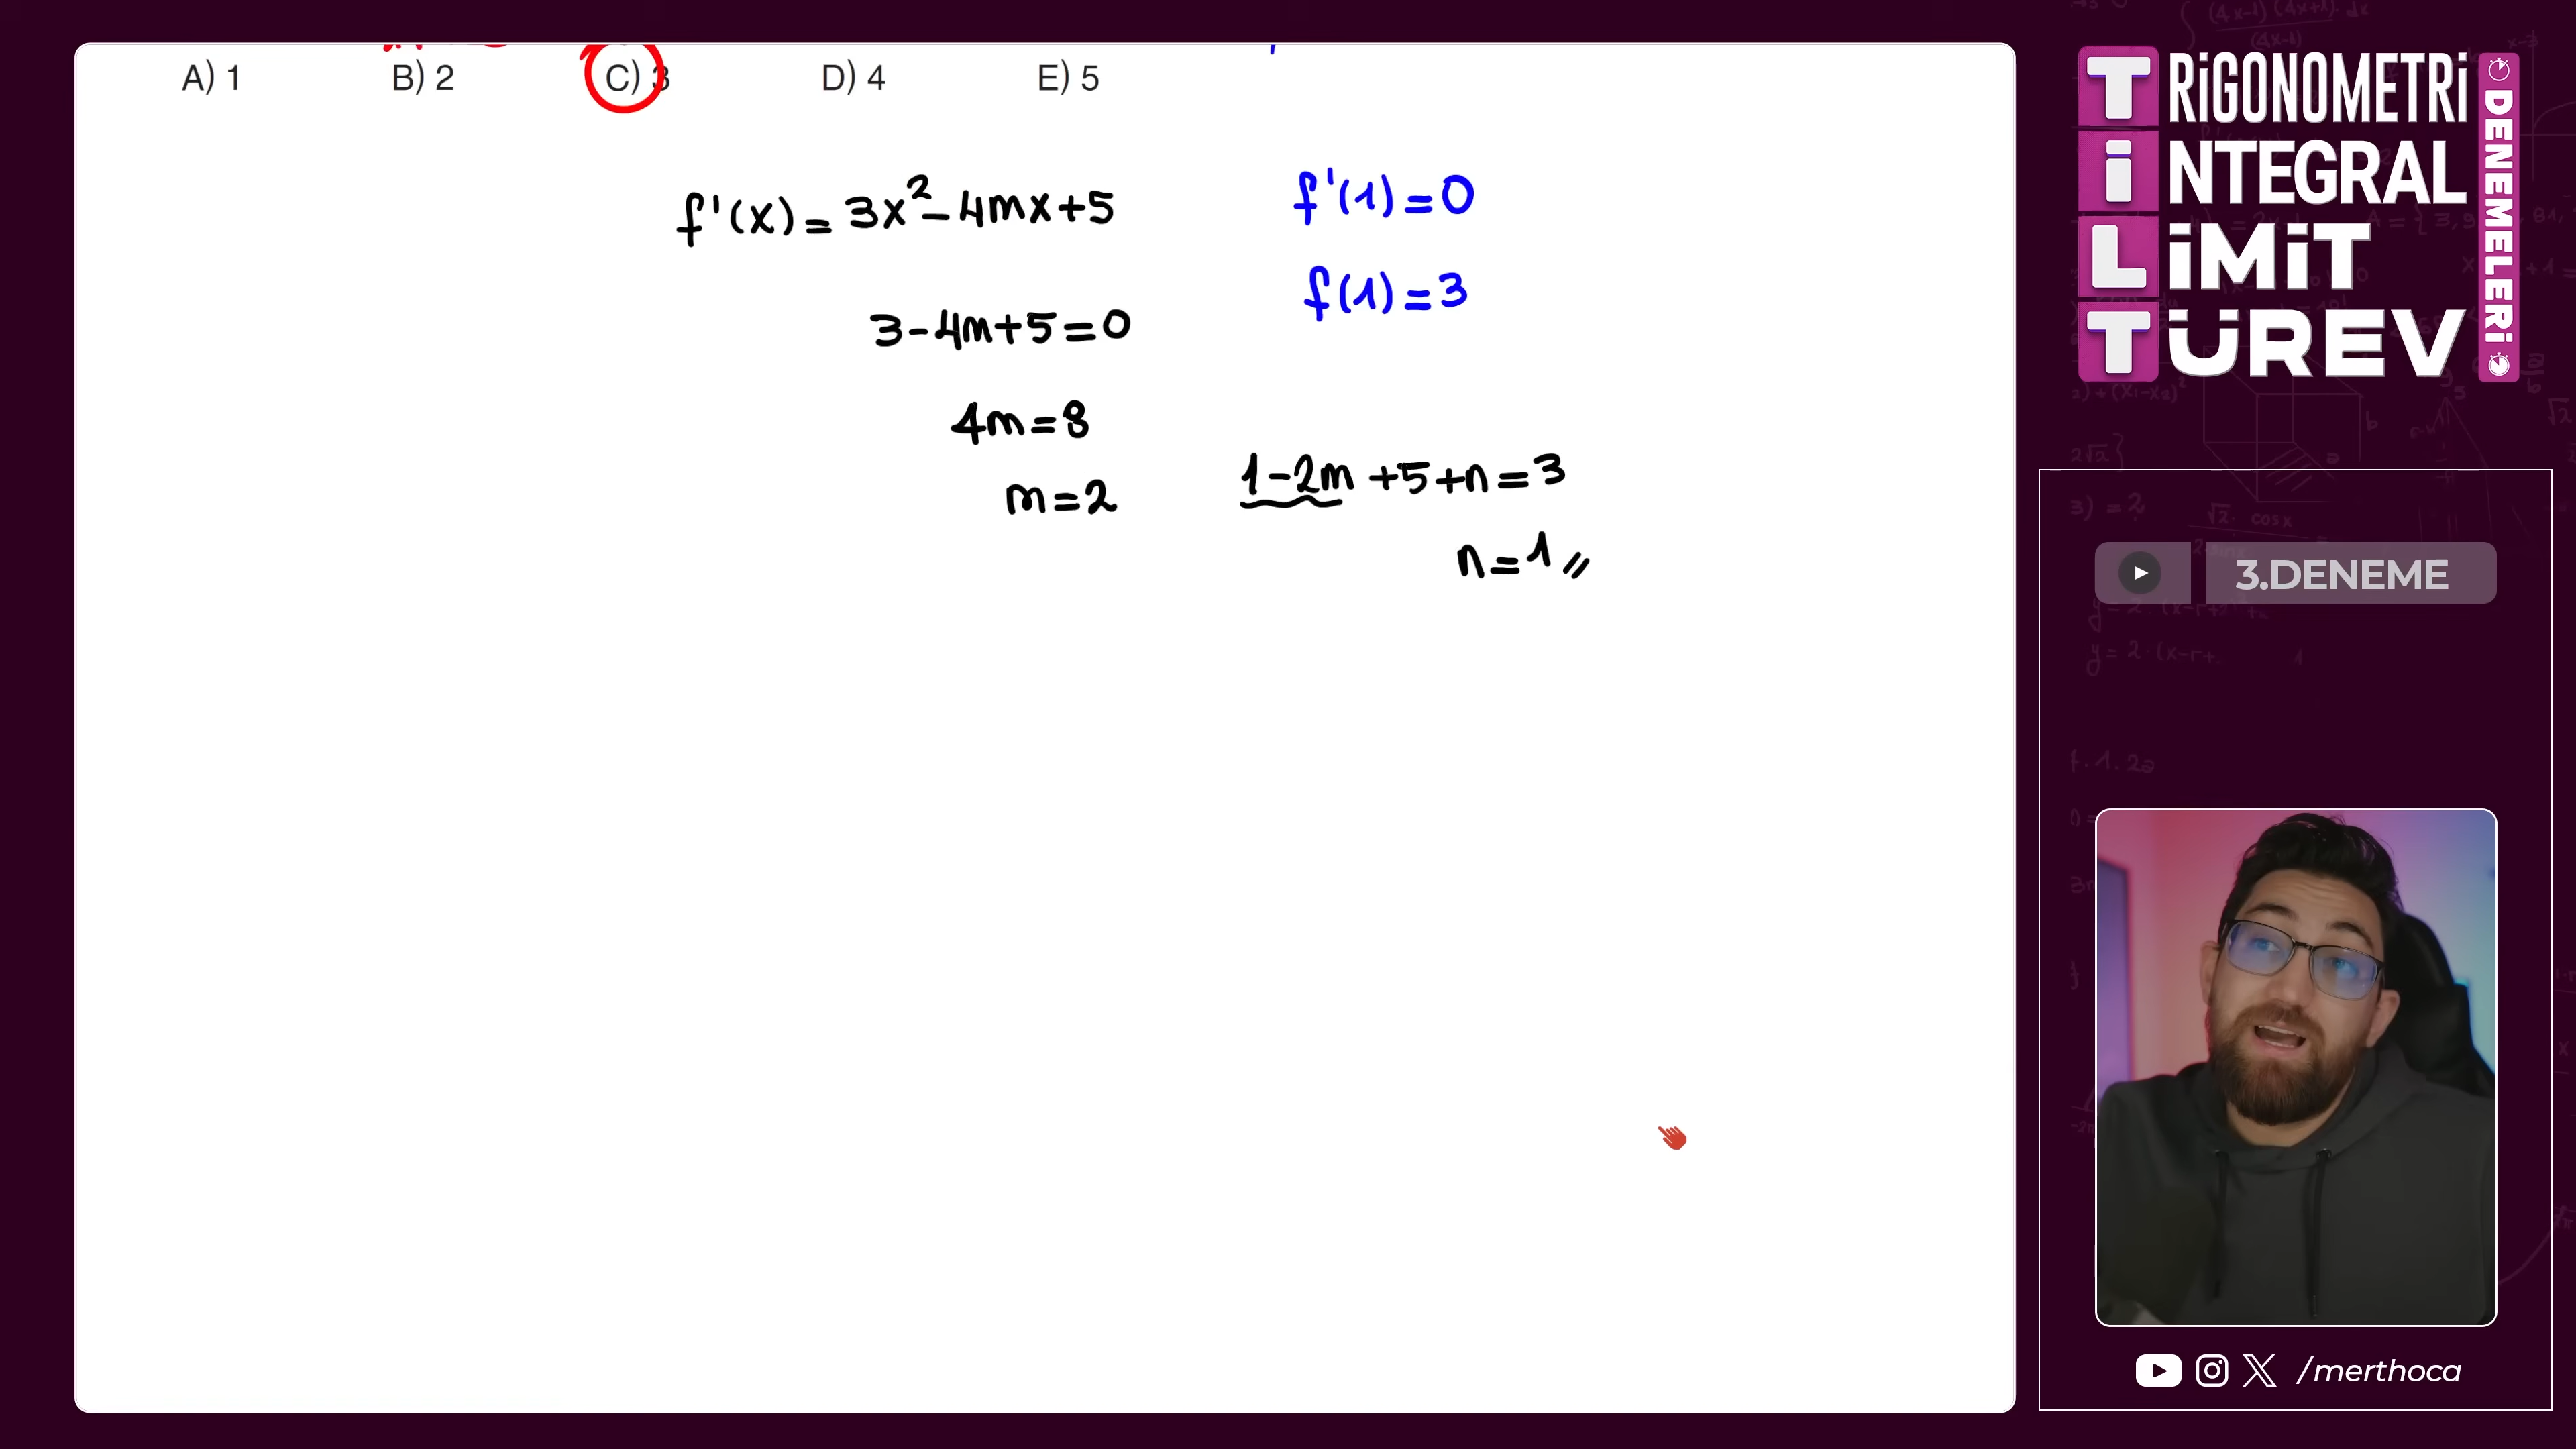 A) 1 B) 2 C) 3 D) 4 E) 5
f'(x) = 3x² - 4mx + 5
f'(1) = 0
f(1) = 3
3 - 4m + 5 = 0
4m = 8
m = 2
1 - 2m + 5 + n = 3
n = 1 //
TRiGONOMETRi
iNTEGRAL
LiMiT
TÜREV
DENEMELERi
3.DENEME
/merthoca